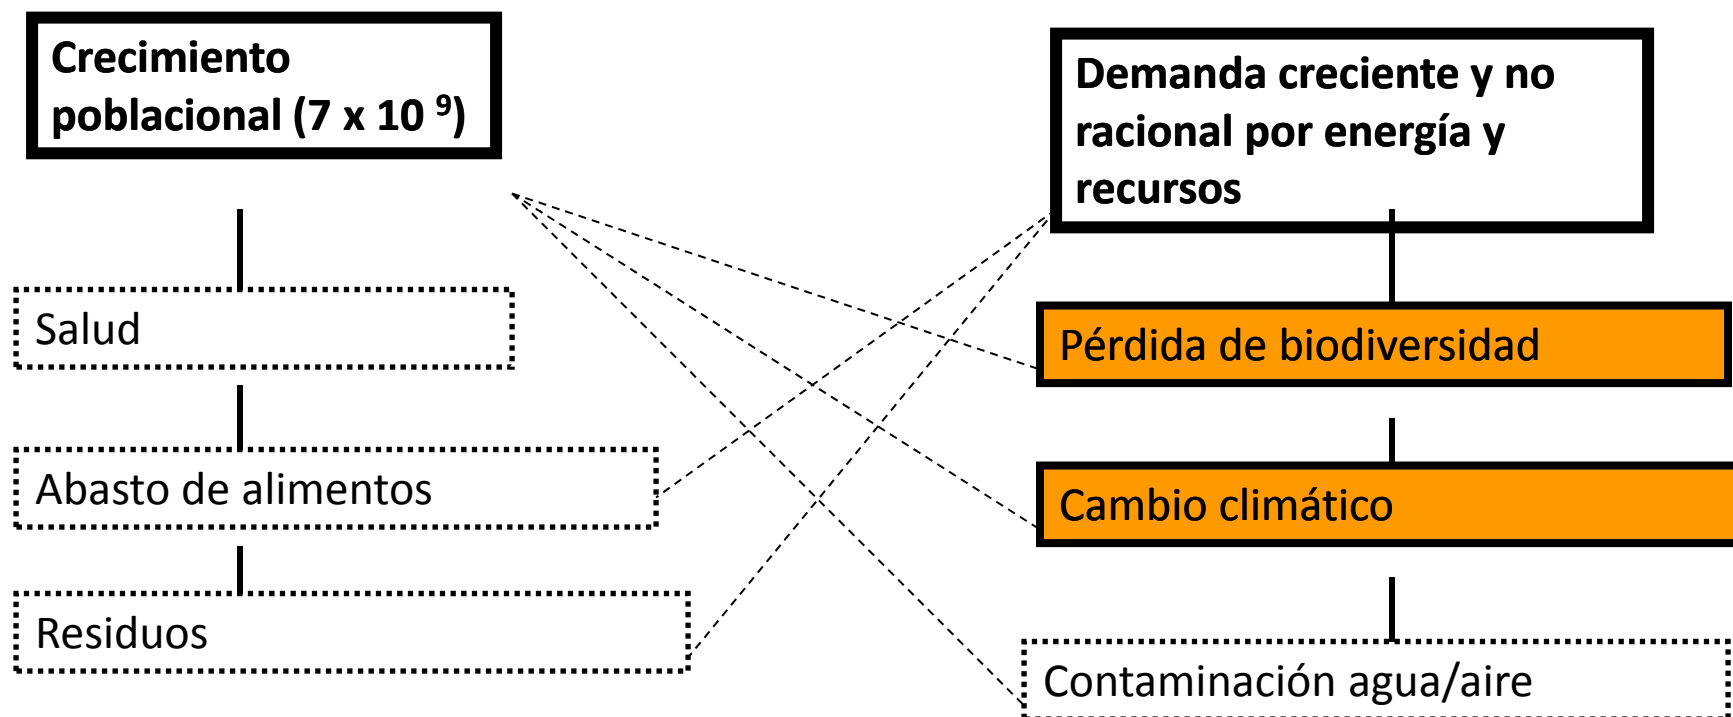 Crecimiento
poblacional (7 x 10 ⁹)
Demanda creciente y no
racional por energía y
recursos
Salud
Pérdida de biodiversidad
Abasto de alimentos
Cambio climático
Residuos
Contaminación agua/aire